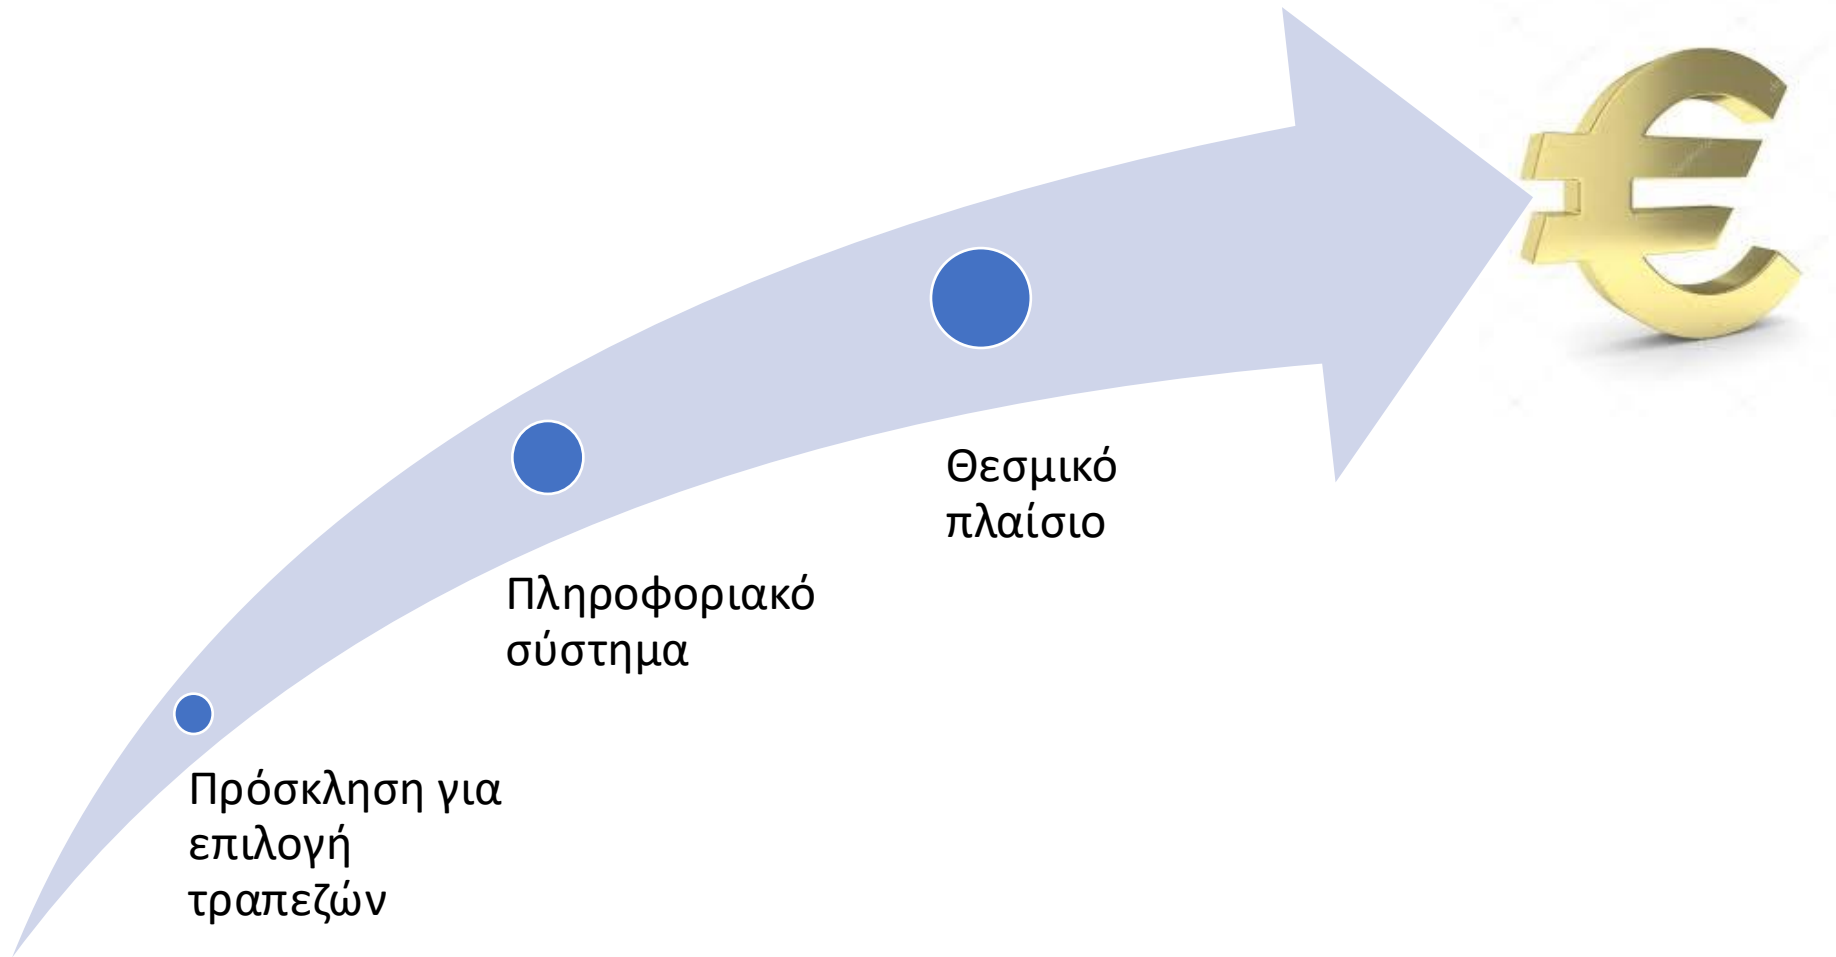 Θεσμικό
πλαίσιο
Πληροφοριακό
σύστημα
Πρόσκληση για
επιλογή
τραπεζών